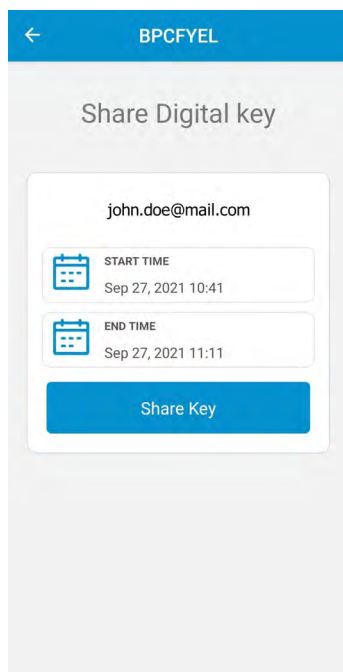 BPCFYEL
Share Digital key
john.doe@mail.com
START TIME
Sep 27, 2021 10:41
END TIME
Sep 27, 2021 11:11
Share Key